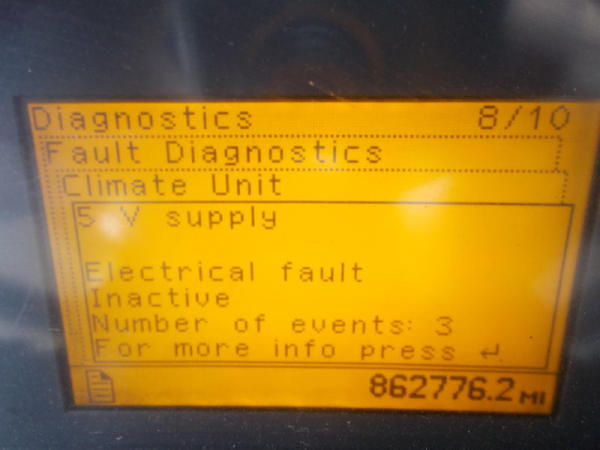 Diagnostics 8/10
Fault Diagnostics
Climate Unit
5 V supply
Electrical fault
Inactive
Number of events: 3
For more info press ↵
862776.2 MI